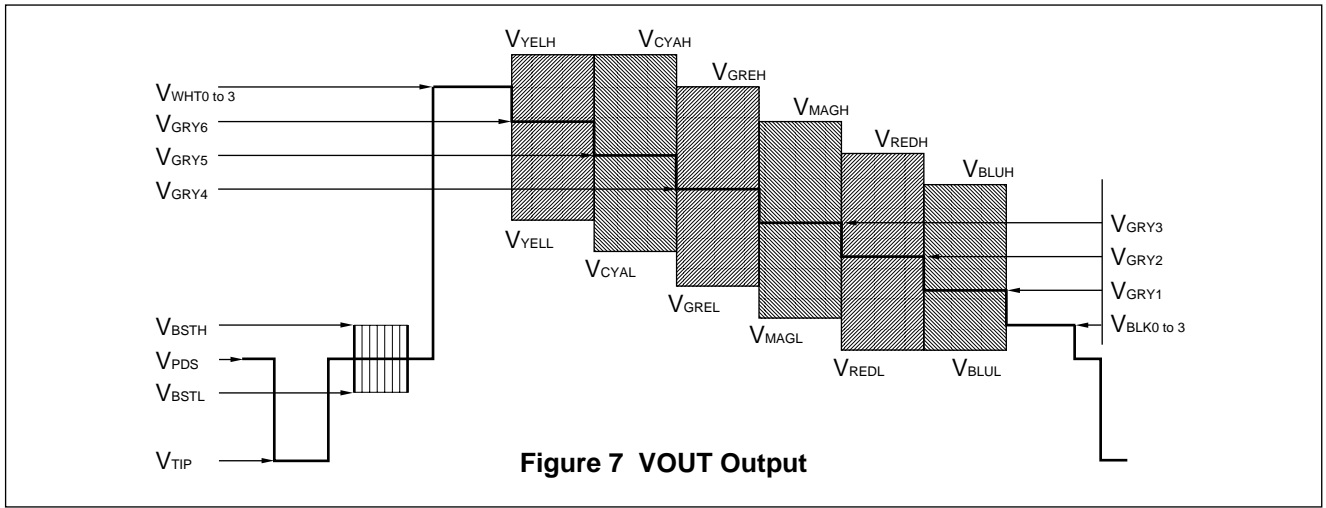 VYELH VCYAH
VGREH
VMAGH
VREDH
VBLUH
VWHT0 to 3
VGRY6
VGRY5
VGRY4
VYELL
VCYAL
VGREL
VMAGL
VREDL
VBLUL
VGRY3
VGRY2
VGRY1
VBLK0 to 3
VBSTH
VPDS
VBSTL
VTIP
Figure 7 VOUT Output